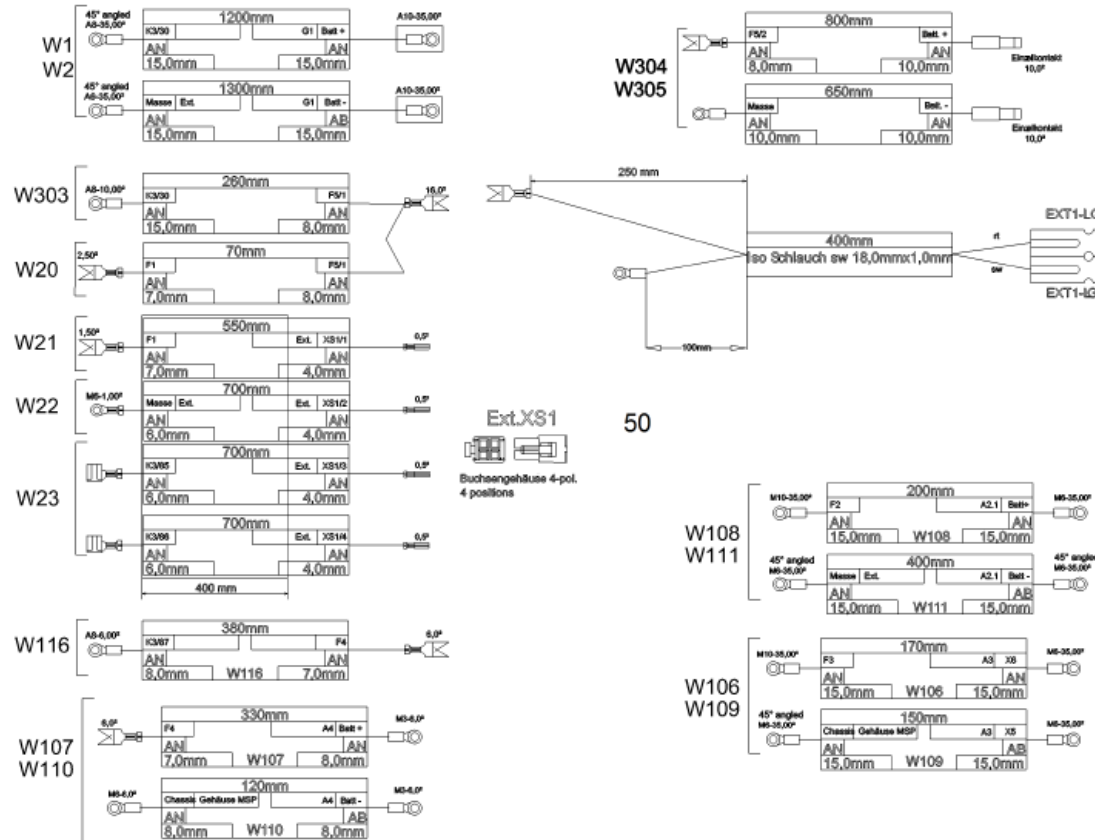 W1
W2
45° angled
A8-35,00²
1200mm
K3/30 G1 Batt +
AN AN
15,0mm 15,0mm
A10-35,00²
45° angled
A6-35,00²
1300mm
Masse Ext. G1 Batt -
AN AB
15,0mm 15,0mm
A10-35,00²
W303
A8-10,00²
260mm
K3/30 F5/1
AN AN
15,0mm 8,0mm
16,0²
W20
2,50²
70mm
F1 F5/1
AN AN
7,0mm 8,0mm
W21
1,50²
550mm
F1 Ext. XS1/1
AN AN
7,0mm 4,0mm
0,5²
W22
M6-1,00²
700mm
Masse Ext. Ext. XS1/2
AN AN
6,0mm 4,0mm
0,5²
W23
700mm
K3/85 Ext. XS1/3
AN AN
6,0mm 4,0mm
0,5²
700mm
K3/86 Ext. XS1/4
AN AN
6,0mm 4,0mm
0,5²
400 mm
W116
A8-6,00²
380mm
K3/87 F4
AN AN
8,0mm W116 7,0mm
6,0²
W107
W110
6,0²
330mm
F4 A4 Batt +
AN AN
7,0mm W107 8,0mm
M3-6,0²
M6-6,0²
120mm
Chassis Gehäuse MSP A4 Batt -
AN AB
8,0mm W110 8,0mm
M3-6,0²
Ext.XS1
Buchsengehäuse 4-pol.
4 positions
50
W304
W305
800mm
F5/2 Batt. +
AN AN
8,0mm 10,0mm
Einzelkontakt
10,0²
650mm
Masse Batt. -
AN AN
10,0mm 10,0mm
Einzelkontakt
10,0²
250 mm
400mm
Iso Schlauch sw 18,0mmx1,0mm
rt
sw
EXT1-LG
EXT1-LG
100mm
W108
W111
M10-35,00²
200mm
F2 A2.1 Batt+
AN AN
15,0mm W108 15,0mm
M6-35,00²
45° angled
M6-35,00²
400mm
Masse Ext. A2.1 Batt -
AN AB
15,0mm W111 15,0mm
45° angled
M6-35,00²
W106
W109
M10-35,00²
170mm
F3 A3 X6
AN AN
15,0mm W106 15,0mm
M6-35,00²
45° angled
M6-35,00²
150mm
Chassis Gehäuse MSP A3 X5
AN AB
15,0mm W109 15,0mm
M6-35,00²